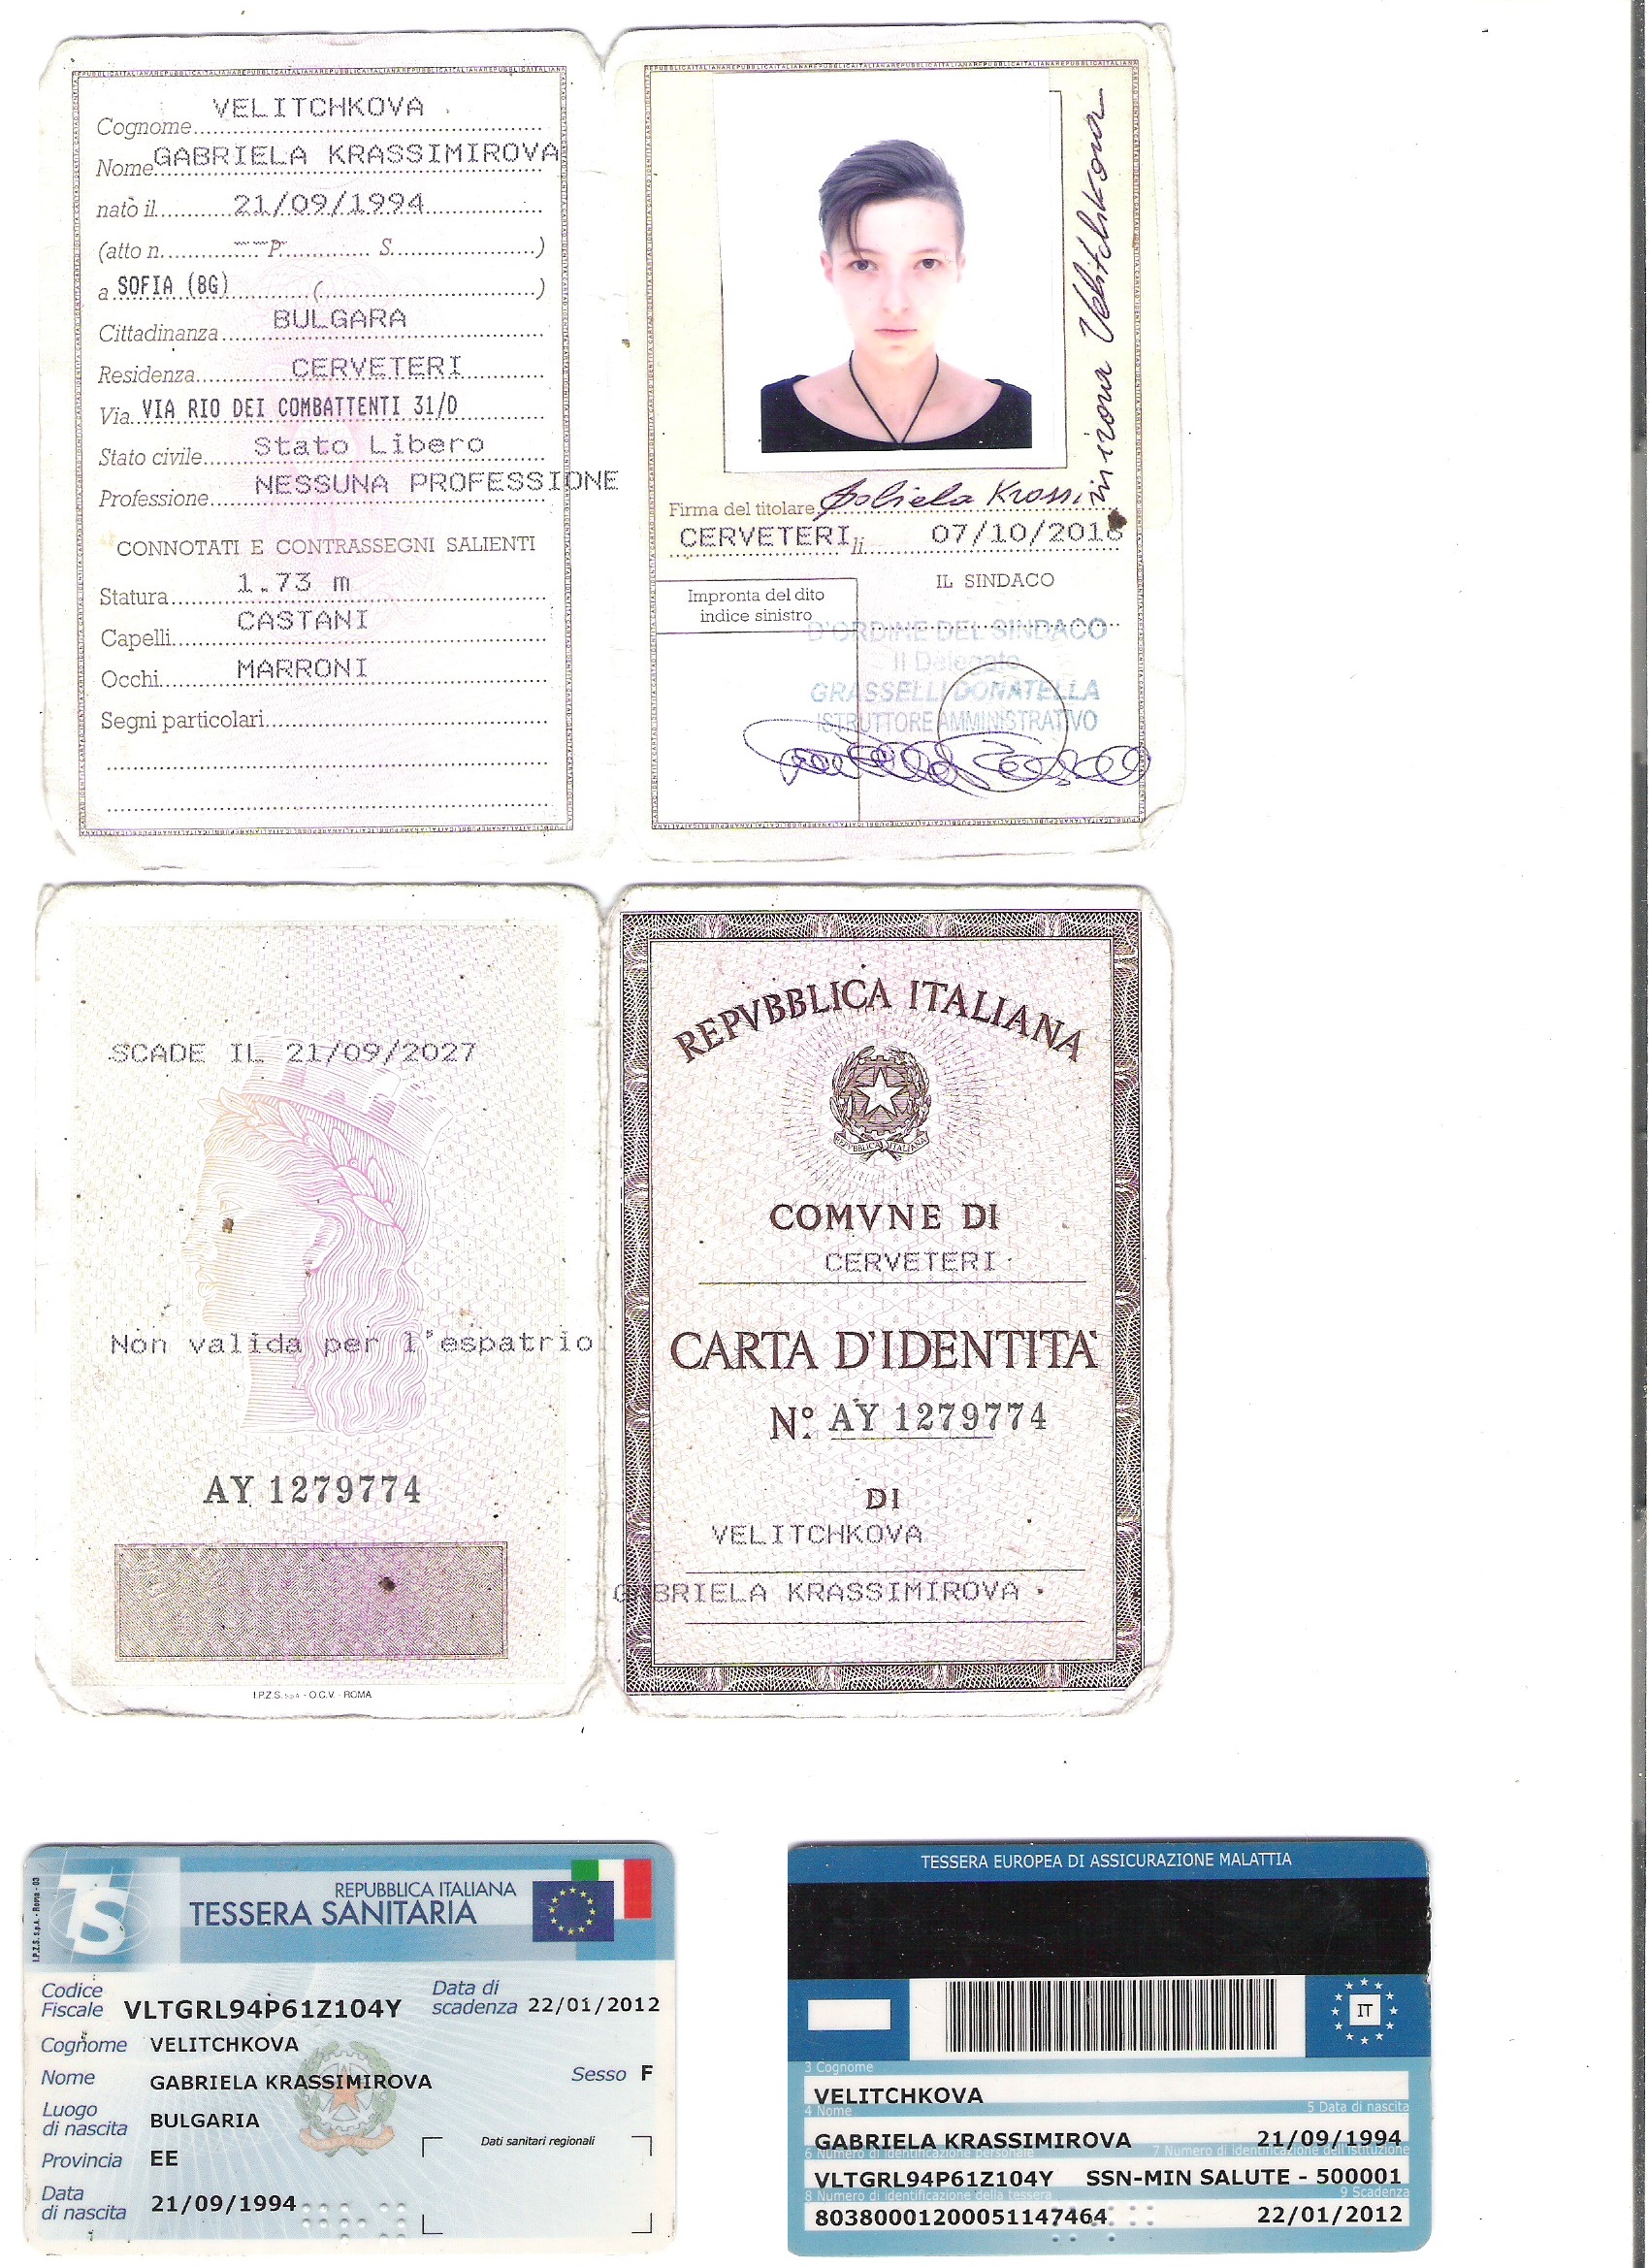 VELITCHKOVA
Cognome
Nome GABRIELA KRASSIMIROVA
nato il 21/09/1994
(atto n. P. S. )
a SOFIA (BG) ( )
Cittadinanza BULGARA
Residenza CERVETERI
Via VIA RIO DEI COMBATTENTI 31/D
Stato civile Stato Libero
Professione NESSUNA PROFESSIONE
CONNOTATI E CONTRASSEGNI SALIENTI
Statura 1.73 m
Capelli CASTANI
Occhi MARRONI
Segni particolari
Firma del titolare
CERVETERI li 07/10/2016
IL SINDACO
Impronta del dito
indice sinistro
D'ORDINE DEL SINDACO
Il Delegato
GRASSELLI DONATELLA
ISTRUTTORE AMMINISTRATIVO
SCADE IL 21/09/2027
Non valida per l'espatrio
AY 1279774
I.P.Z.S. S.p.A. - O.C.V. - ROMA
REPVBBLICA ITALIANA
REPVBBLICA ITALIANA
COMVNE DI
CERVETERI
CARTA D'IDENTITA'
N° AY 1279774
DI
VELITCHKOVA
GABRIELA KRASSIMIROVA
I.P.Z.S. S.p.A. - Roma - 03
TS
REPUBBLICA ITALIANA
TESSERA SANITARIA
Codice Fiscale VLTGRL94P61Z104Y Data di scadenza 22/01/2012
Cognome VELITCHKOVA
Nome GABRIELA KRASSIMIROVA Sesso F
Luogo di nascita BULGARIA
Provincia EE
Dati sanitari regionali
Data di nascita 21/09/1994
TESSERA EUROPEA DI ASSICURAZIONE MALATTIA
IT
3 Cognome
VELITCHKOVA
4 Nome 5 Data di nascita
GABRIELA KRASSIMIROVA 21/09/1994
6 Numero di identificazione personale 7 Numero di identificazione dell'istituzione
VLTGRL94P61Z104Y SSN-MIN SALUTE - 500001
8 Numero di identificazione della tessera 9 Scadenza
80380001200051147464 22/01/2012